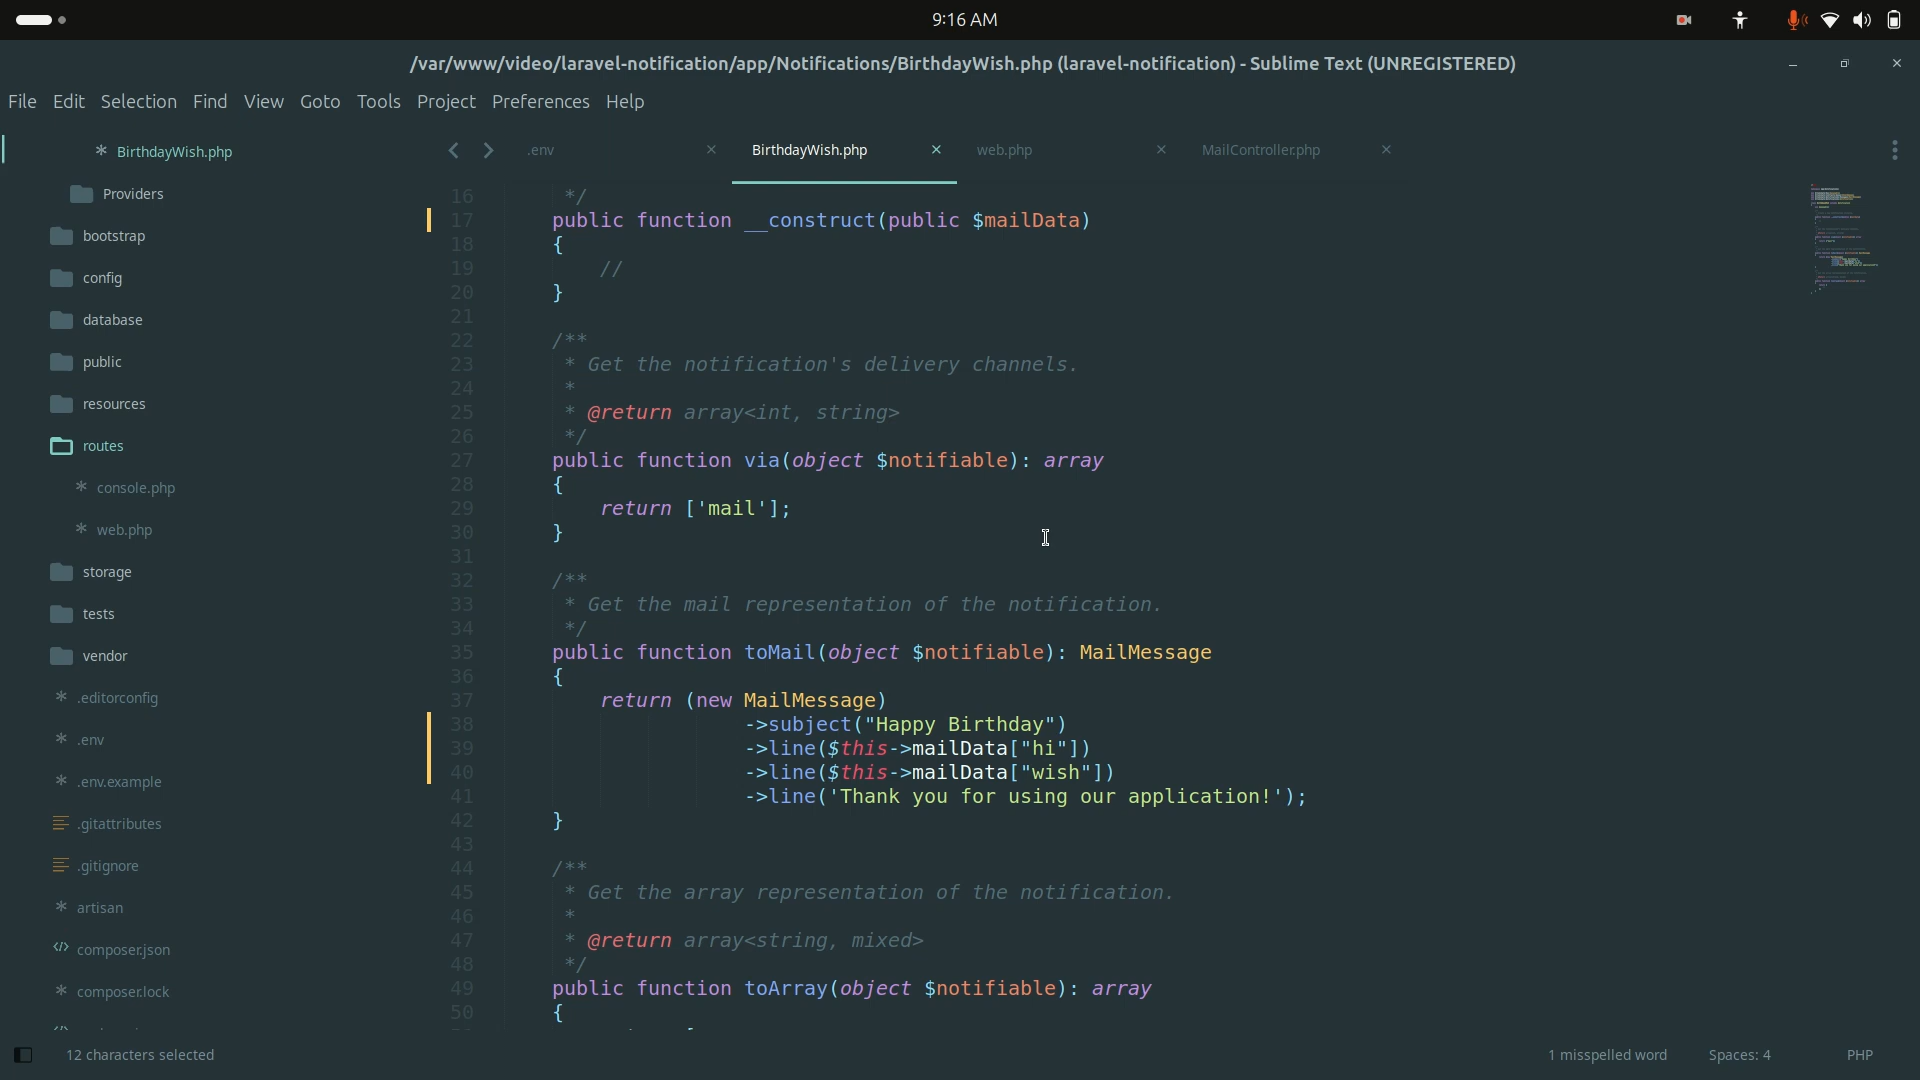 9:16 AM
/var/www/video/laravel-notification/app/Notifications/BirthdayWish.php (laravel-notification) - Sublime Text (UNREGISTERED)
File Edit Selection Find View Goto Tools Project Preferences Help
BirthdayWish.php
Providers
bootstrap
config
database
public
resources
routes
console.php
web.php
storage
tests
vendor
.editorconfig
.env
.env.example
.gitattributes
.gitignore
artisan
composer.json
composer.lock
.env BirthdayWish.php web.php MailController.php
16 */
17 public function __construct(public $mailData)
18 {
19 //
20 }
21
22 /**
23 * Get the notification's delivery channels.
24 *
25 * @return array<int, string>
26 */
27 public function via(object $notifiable): array
28 {
29 return ['mail'];
30 }
31
32 /**
33 * Get the mail representation of the notification.
34 */
35 public function toMail(object $notifiable): MailMessage
36 {
37 return (new MailMessage)
38 ->subject("Happy Birthday")
39 ->line($this->mailData["hi"])
40 ->line($this->mailData["wish"])
41 ->line('Thank you for using our application!');
42 }
43
44 /**
45 * Get the array representation of the notification.
46 *
47 * @return array<string, mixed>
48 */
49 public function toArray(object $notifiable): array
50 {
12 characters selected
1 misspelled word Spaces: 4 PHP